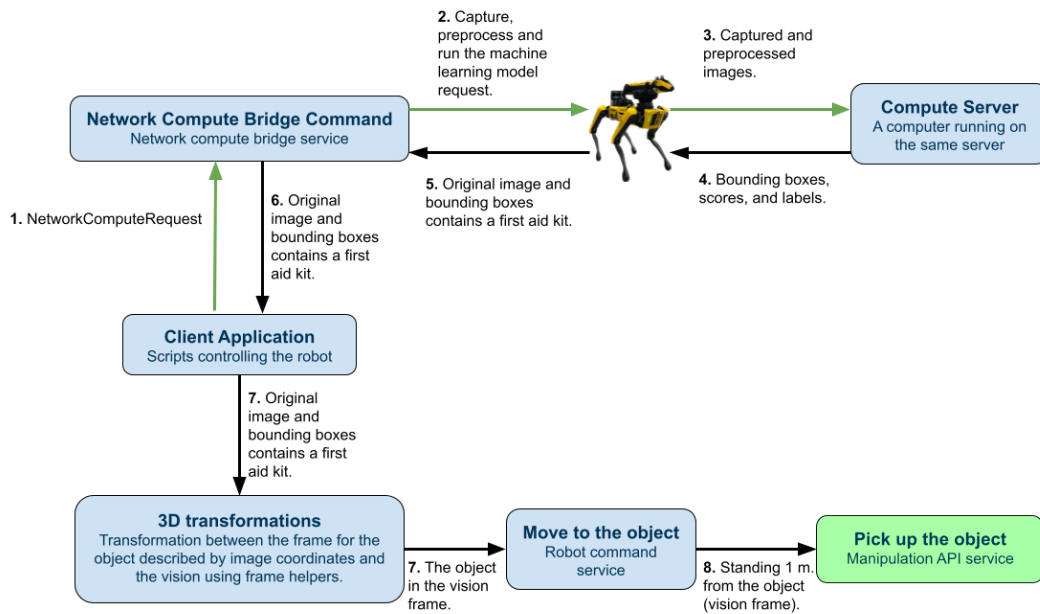 2. Capture,
preprocess and
run the machine
learning model
request.
3. Captured and
preprocessed
images.
Network Compute Bridge Command
Network compute bridge service
Compute Server
A computer running on
the same server
5. Original image and
bounding boxes
contains a first aid kit.
4. Bounding boxes,
scores, and labels.
1. NetworkComputeRequest
6. Original
image and
bounding boxes
contains a first
aid kit.
Client Application
Scripts controlling the robot
7. Original
image and
bounding boxes
contains a first
aid kit.
3D transformations
Transformation between the frame for the
object described by image coordinates and
the vision using frame helpers.
7. The object
in the vision
frame.
Move to the object
Robot command
service
8. Standing 1 m.
from the object
(vision frame).
Pick up the object
Manipulation API service